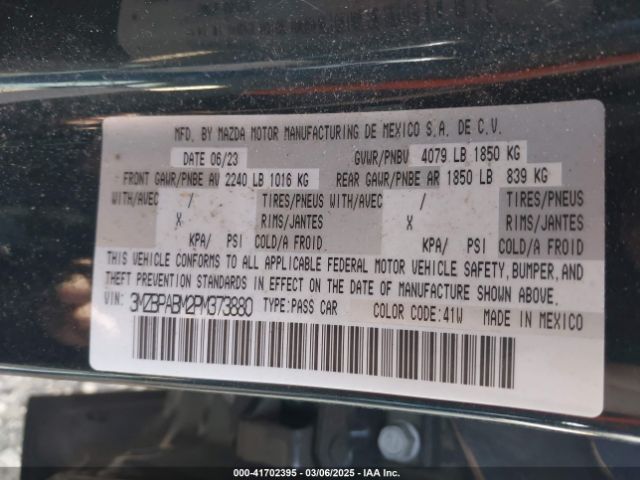 MFD. BY MAZDA MOTOR MANUFACTURING DE MEXICO S.A. DE C.V.
DATE 06/23 GVWR/PNBV 4079 LB 1850 KG
FRONT GAWR/PNBE AV 2240 LB 1016 KG REAR GAWR/PNBE AR 1850 LB 839 KG
WITH/AVEC / TIRES/PNEUS WITH/AVEC / TIRES/PNEUS
X RIMS/JANTES X RIMS/JANTES
KPA/ PSI COLD/A FROID KPA/ PSI COLD/A FROID
THIS VEHICLE CONFORMS TO ALL APPLICABLE FEDERAL MOTOR VEHICLE SAFETY, BUMPER, AND
THEFT PREVENTION STANDARDS IN EFFECT ON THE DATE OF MANUFACTURE SHOWN ABOVE.
VIN: 3MZBPABM2PM373880 TYPE:PASS CAR COLOR CODE:41W MADE IN MEXICO
000-41702395 - 03/06/2025 - IAA Inc.